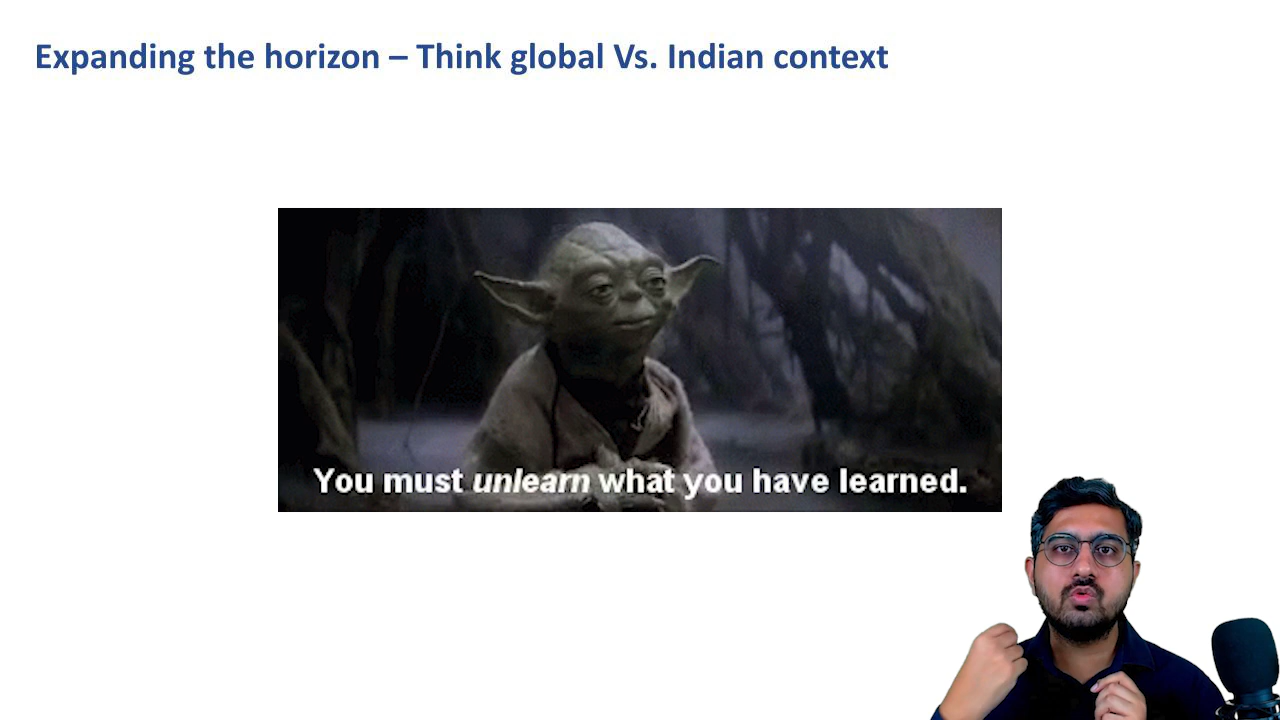 Expanding the horizon – Think global Vs. Indian context
You must unlearn what you have learned.